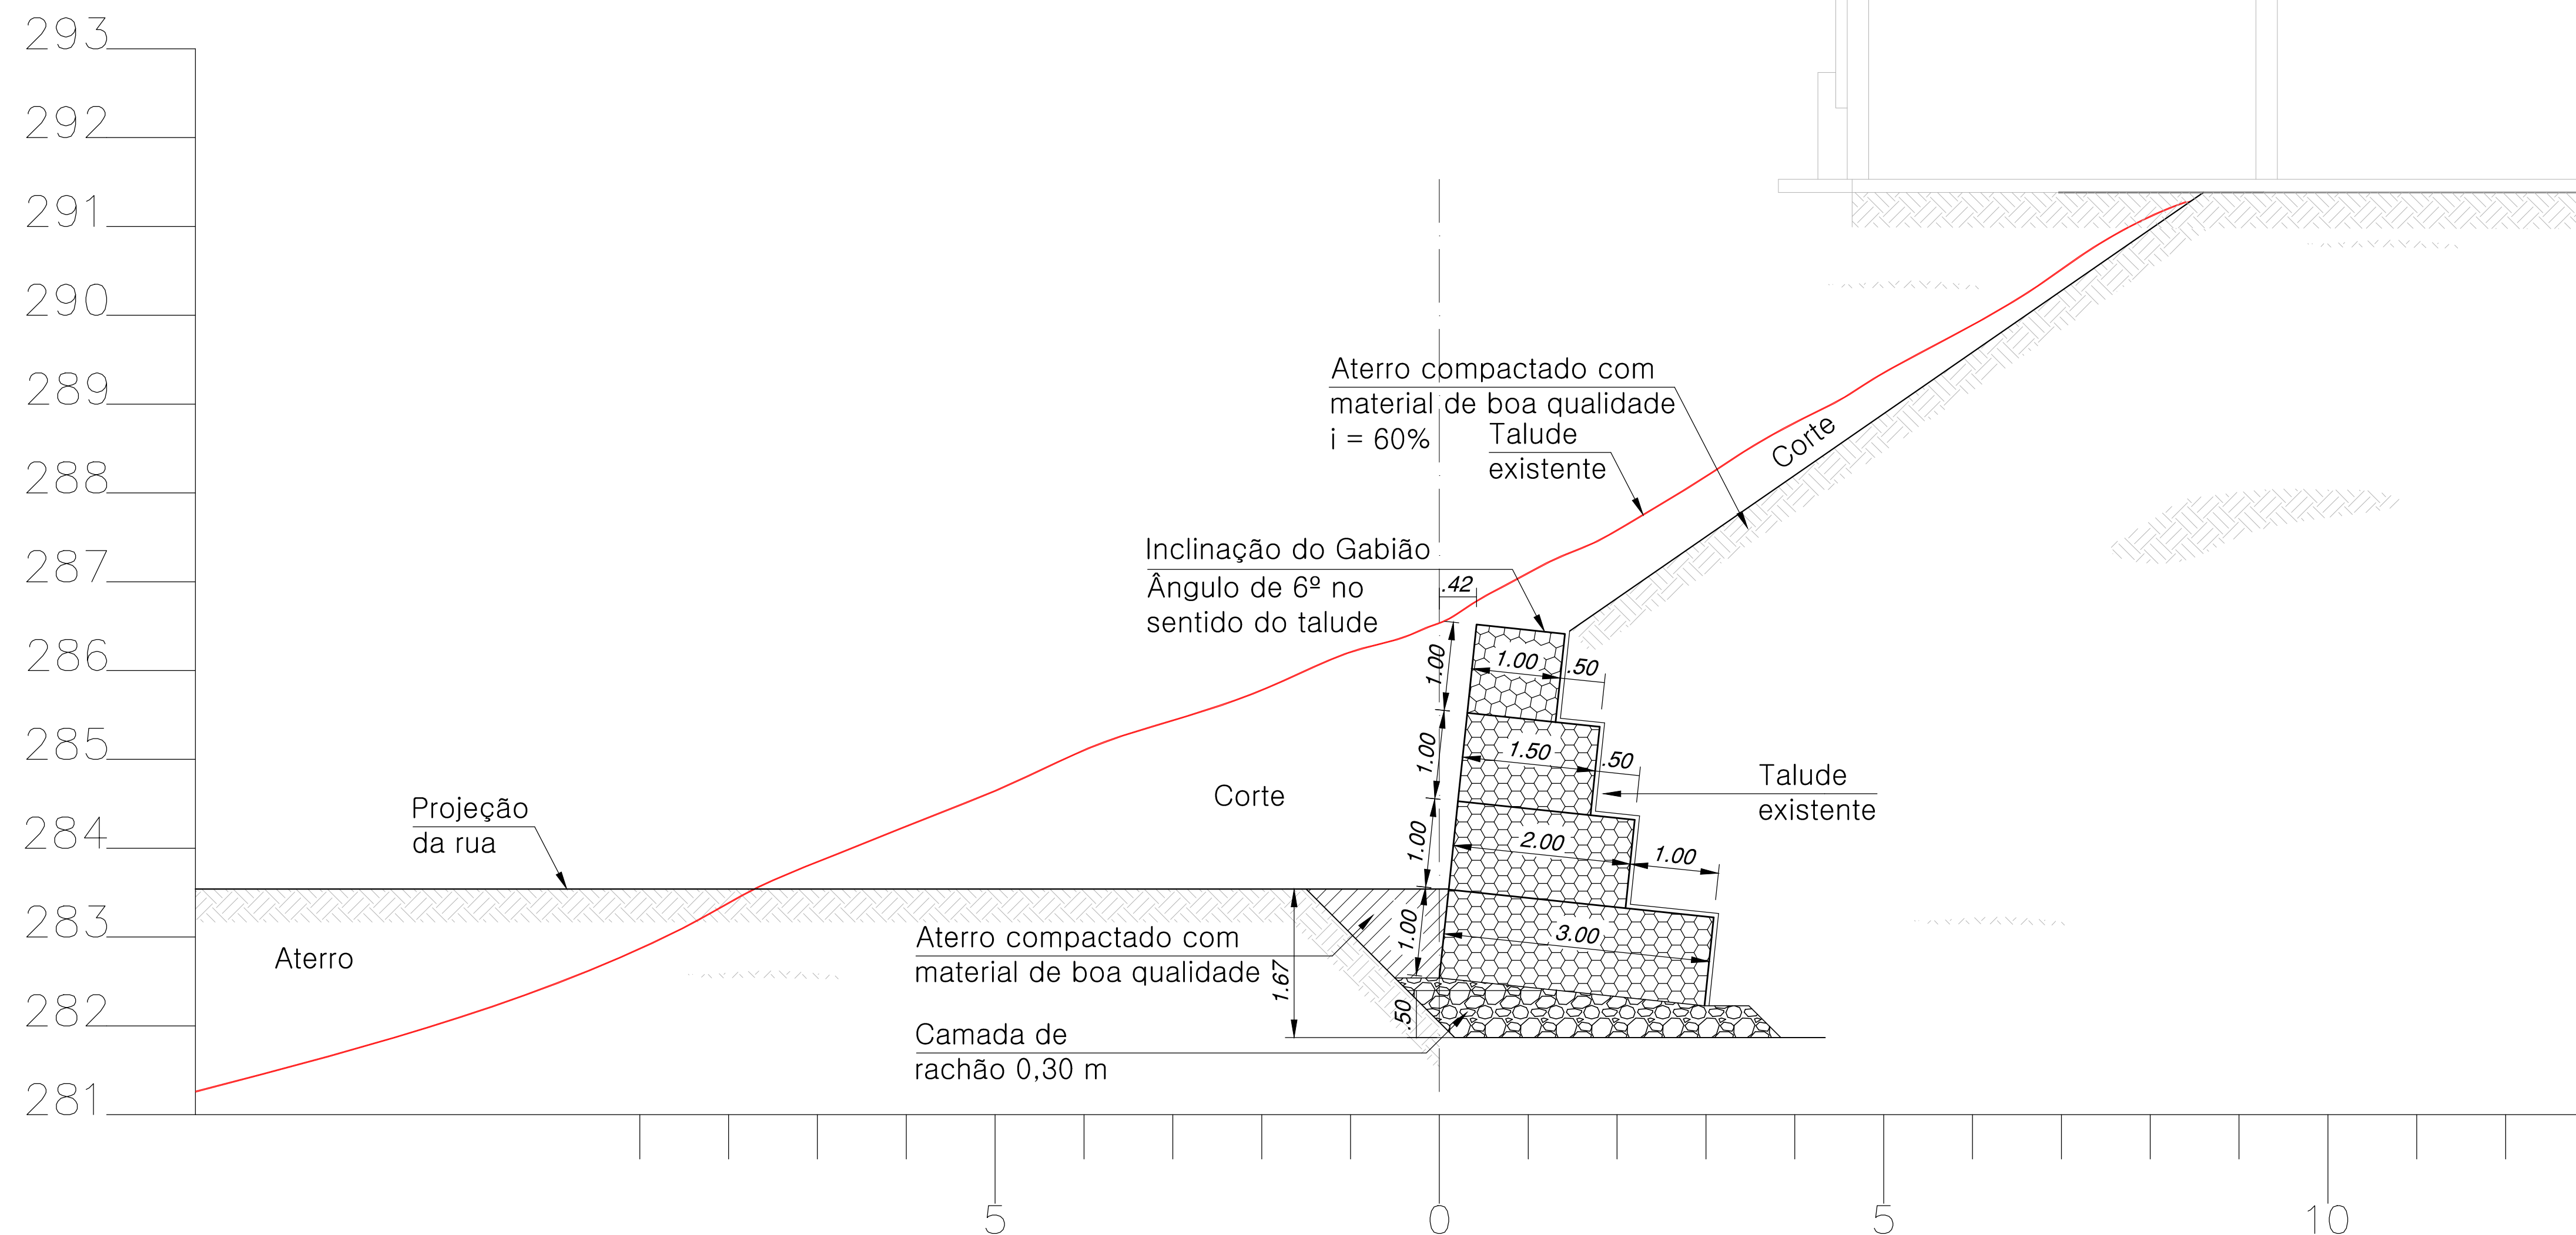 293
292
291
290
289
288
287
286
285
284
283
282
281
Aterro compactado com
material de boa qualidade
i = 60%
Talude
existente
Corte
Inclinação do Gabião
Ângulo de 6º no
sentido do talude
.42
1.00
1.00
.50
1.00
1.50
.50
Talude
existente
Corte
Projeção
da rua
1.00
2.00
1.00
Aterro
Aterro compactado com
material de boa qualidade
1.00
3.00
1.67
.50
Camada de
rachão 0,30 m
5
0
5
10